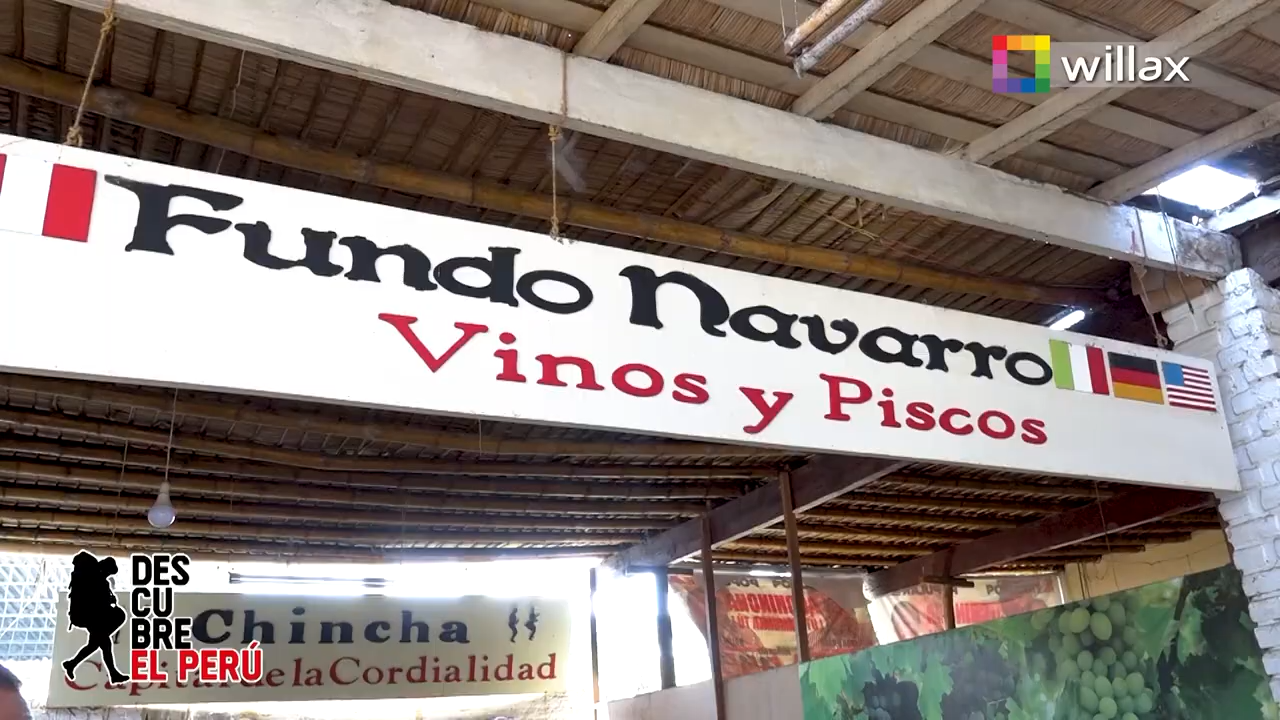 willax
Fundo Navarro
Vinos y Piscos
DES
CU
BRE
EL PERÚ
Chincha
Capital de la Cordialidad